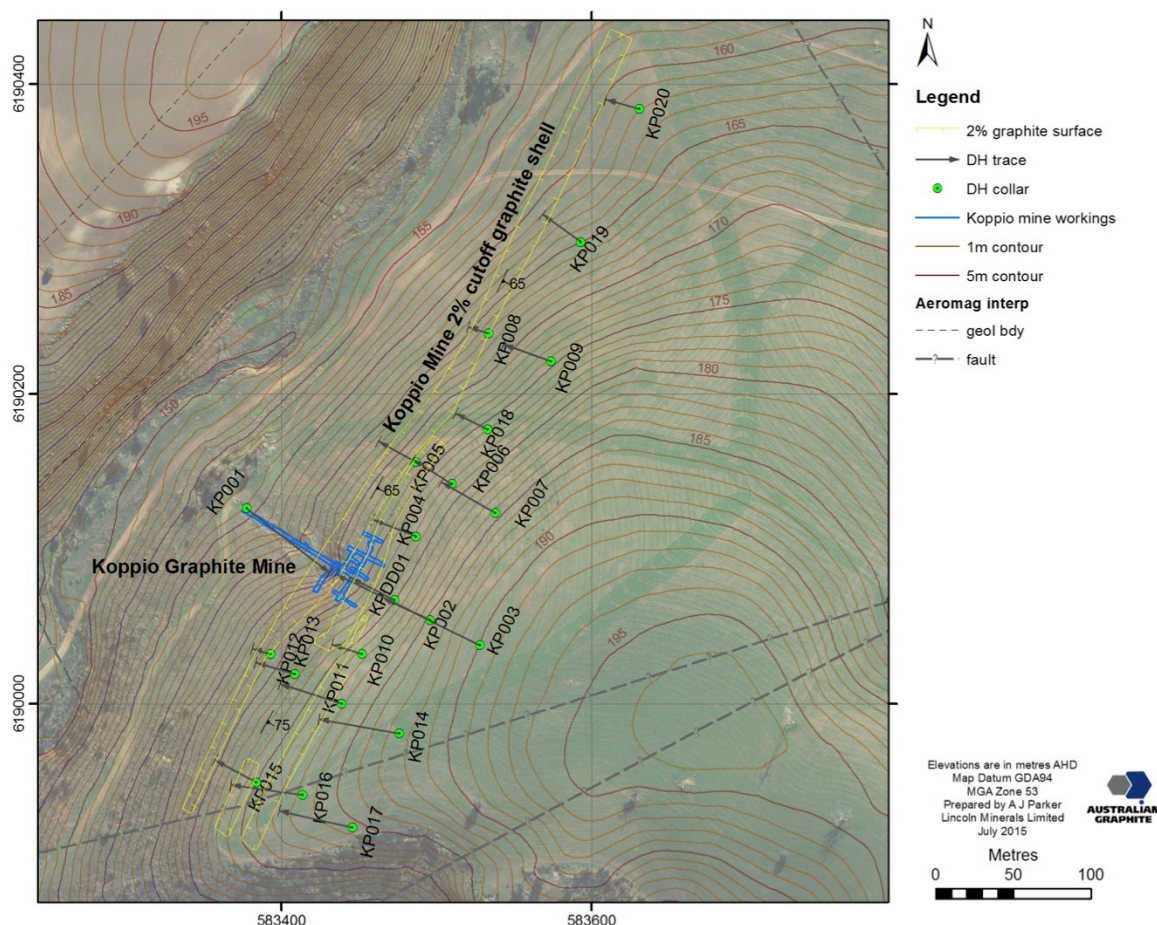 6190400
6190200
6190000
583400
583600
195
190
185
155
150
160
165
170
175
180
185
190
195
KP020
KP019
65
KP008
KP009
Koppio Mine 2% cutoff graphite shell
KP018
KP005
KP006
KP007
65
KP001
KP004
Koppio Graphite Mine
KPDD01
KP002
KP003
KP012
KP013
KP010
KP011
75
KP014
KP015
KP016
KP017
N
Legend
2% graphite surface
DH trace
DH collar
Koppio mine workings
1m contour
5m contour
Aeromag interp
geol bdy
?
fault
Elevations are in metres AHD
Map Datum GDA94
MGA Zone 53
Prepared by A J Parker
Lincoln Minerals Limited
July 2015
AUSTRALIAN
GRAPHITE
Metres
0 50 100